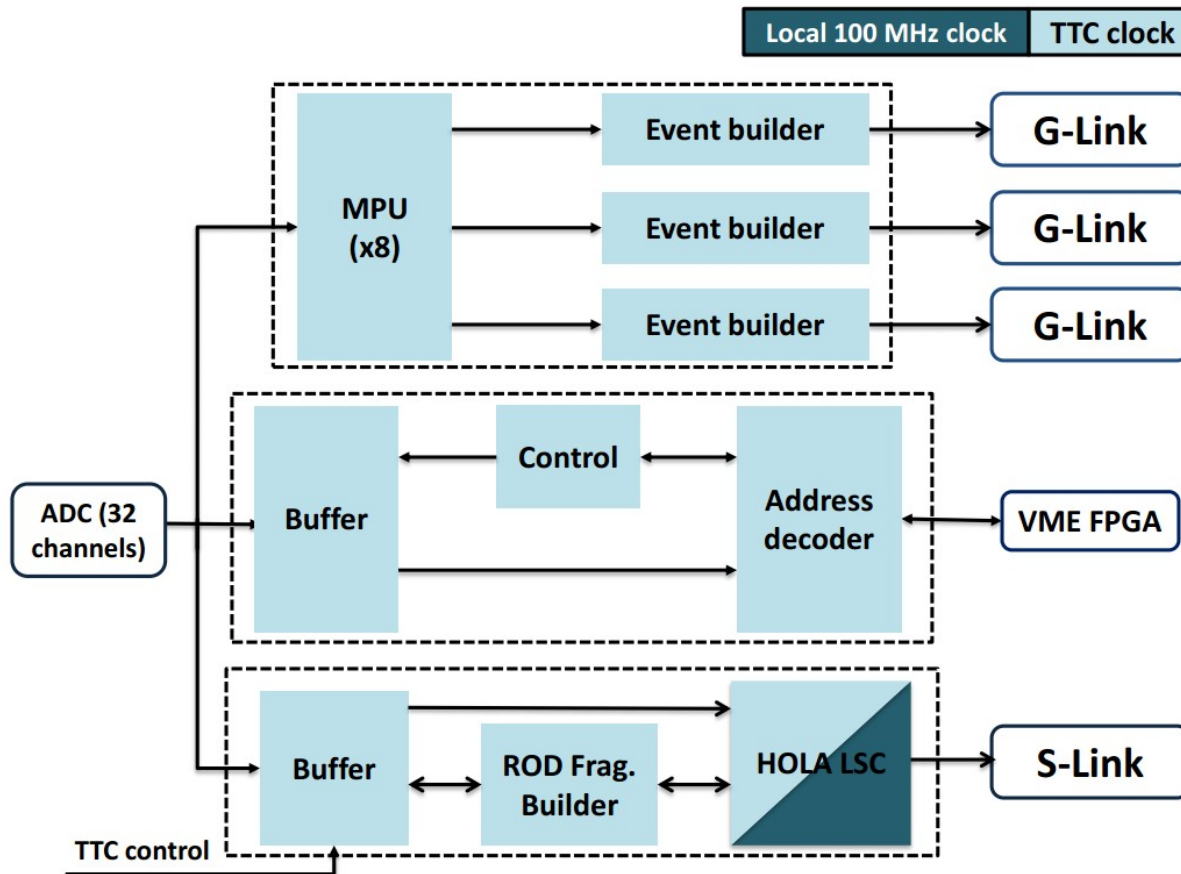 Local 100 MHz clock
TTC clock
MPU
(x8)
Event builder
G-Link
Event builder
G-Link
Event builder
G-Link
ADC (32
channels)
Buffer
Control
Address
decoder
VME FPGA
Buffer
ROD Frag.
Builder
HOLA LSC
S-Link
TTC control